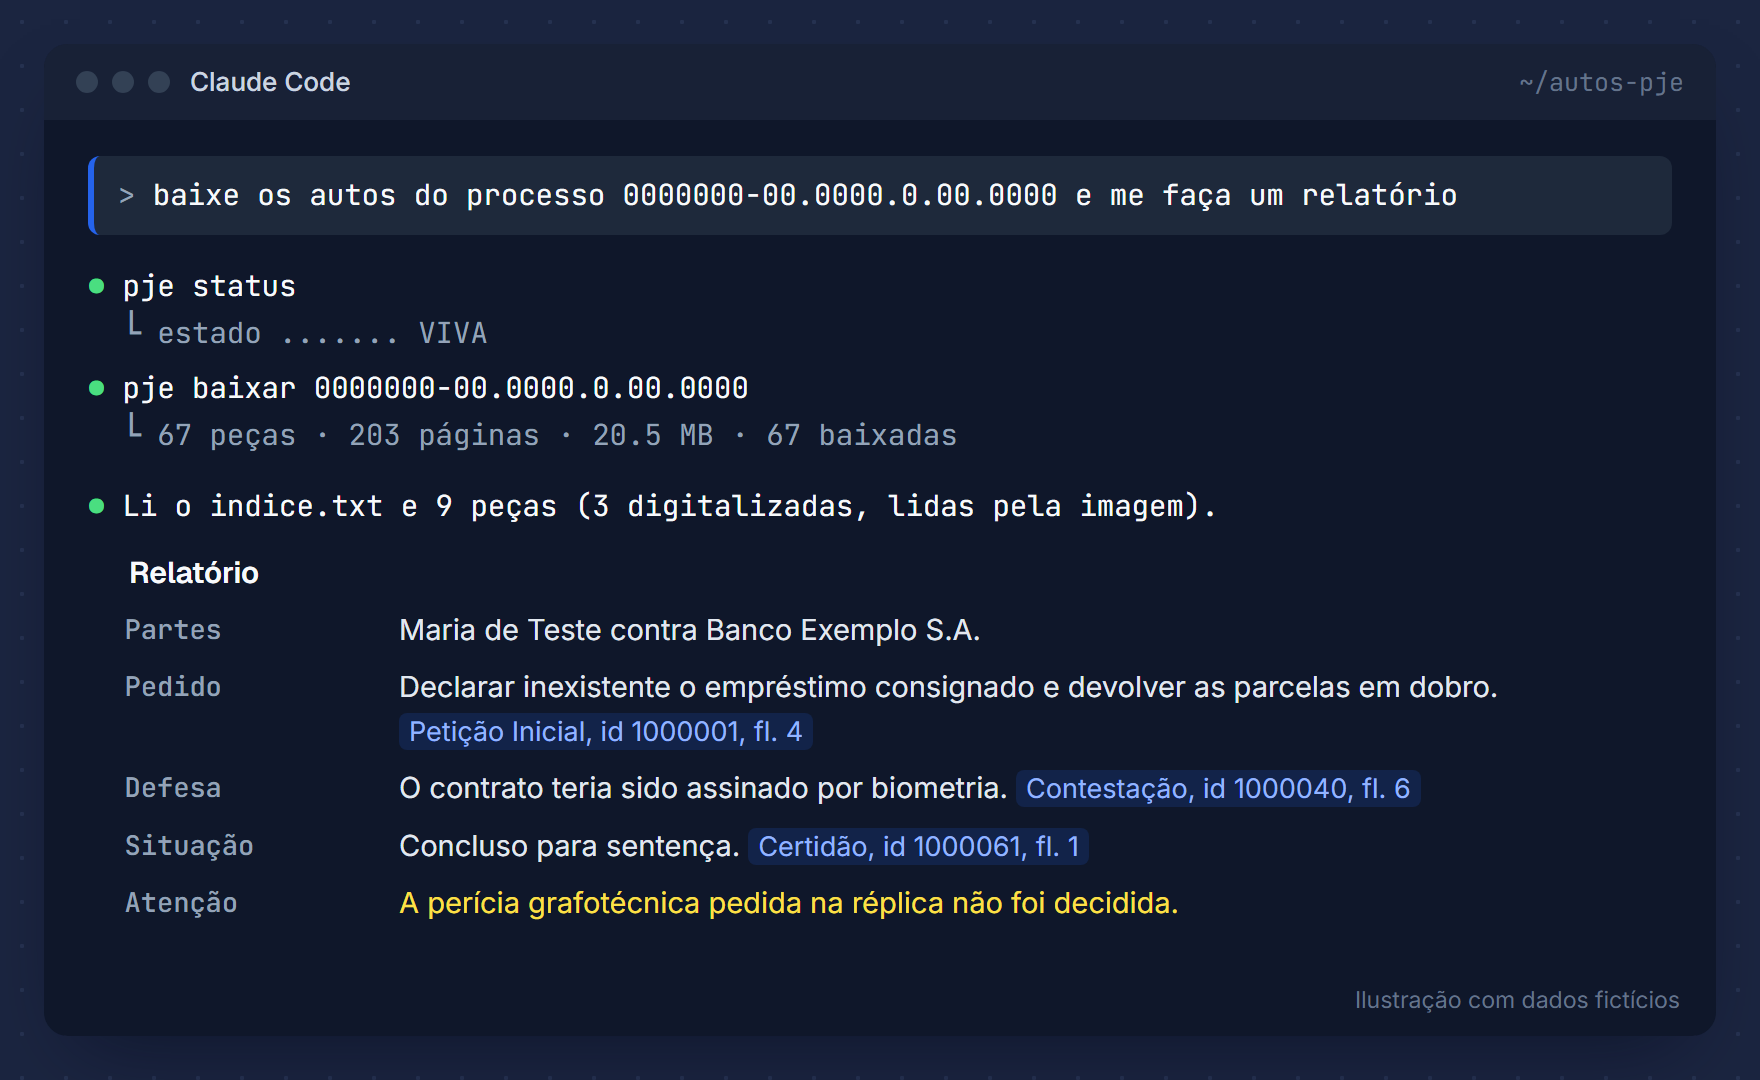 Claude Code
~/autos-pje
> baixe os autos do processo 0000000-00.0000.0.00.0000 e me faça um relatório
pje status
└ estado ....... VIVA
pje baixar 0000000-00.0000.0.00.0000
└ 67 peças · 203 páginas · 20.5 MB · 67 baixadas
Li o indice.txt e 9 peças (3 digitalizadas, lidas pela imagem).
Relatório
Partes Maria de Teste contra Banco Exemplo S.A.
Pedido Declarar inexistente o empréstimo consignado e devolver as parcelas em dobro.
Petição Inicial, id 1000001, fl. 4
Defesa O contrato teria sido assinado por biometria. Contestação, id 1000040, fl. 6
Situação Concluso para sentença. Certidão, id 1000061, fl. 1
Atenção A perícia grafotécnica pedida na réplica não foi decidida.
Ilustração com dados fictícios